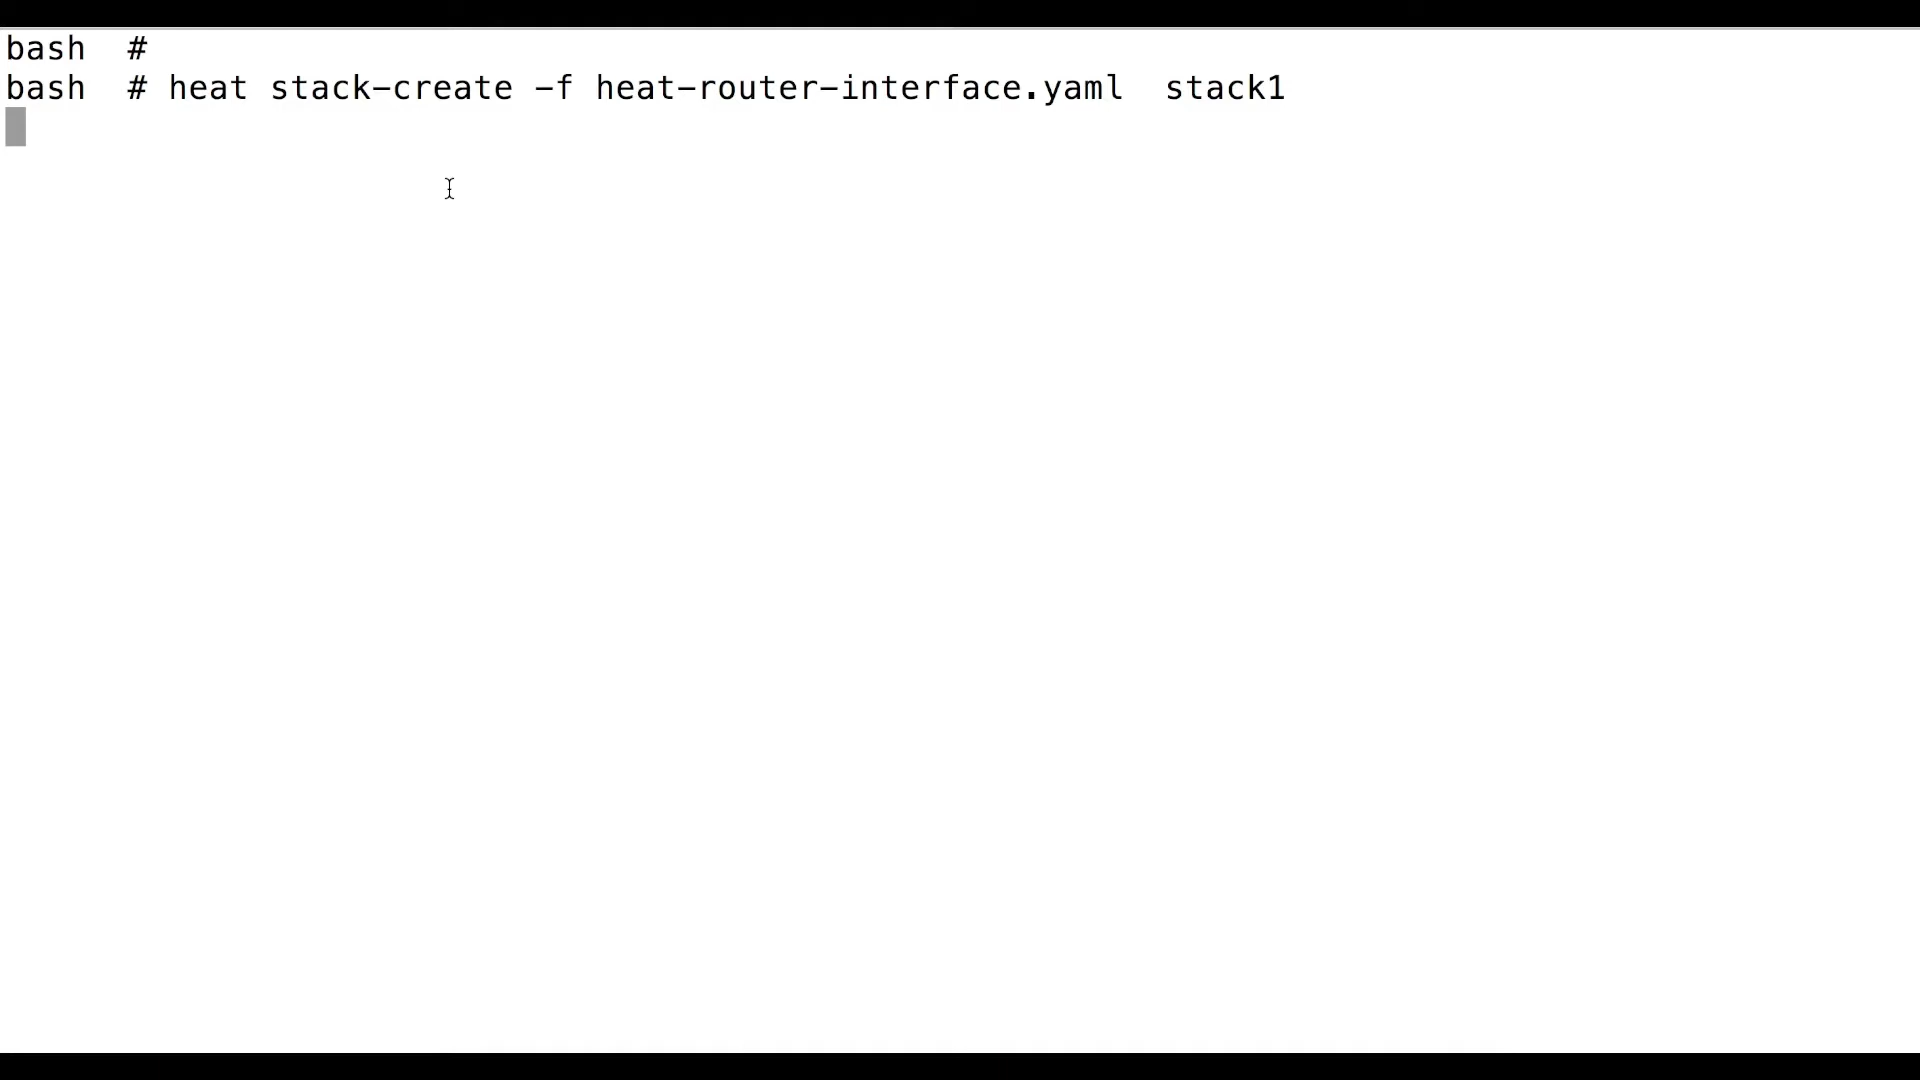 bash  #
bash  # heat stack-create -f heat-router-interface.yaml  stack1